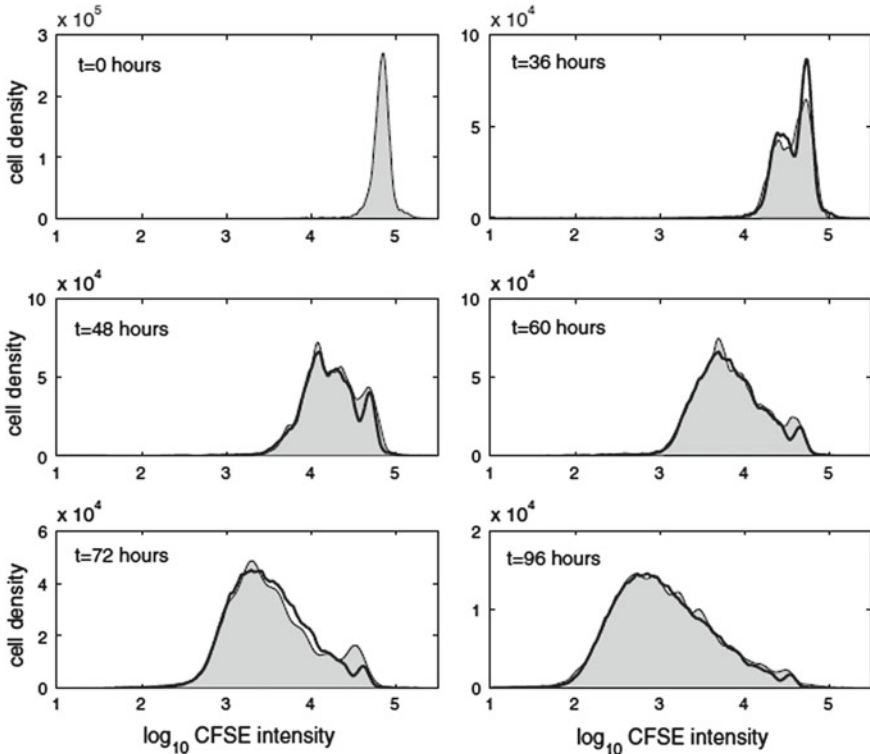 x 10^5
3
2
1
0
t=0 hours
cell density
1 2 3 4 5
x 10^4
10
5
0
t=36 hours
1 2 3 4 5
x 10^4
10
5
0
t=48 hours
cell density
1 2 3 4 5
x 10^4
10
5
0
t=60 hours
1 2 3 4 5
x 10^4
6
4
2
0
t=72 hours
cell density
1 2 3 4 5
log10 CFSE intensity
x 10^4
2
1
0
t=96 hours
1 2 3 4 5
log10 CFSE intensity